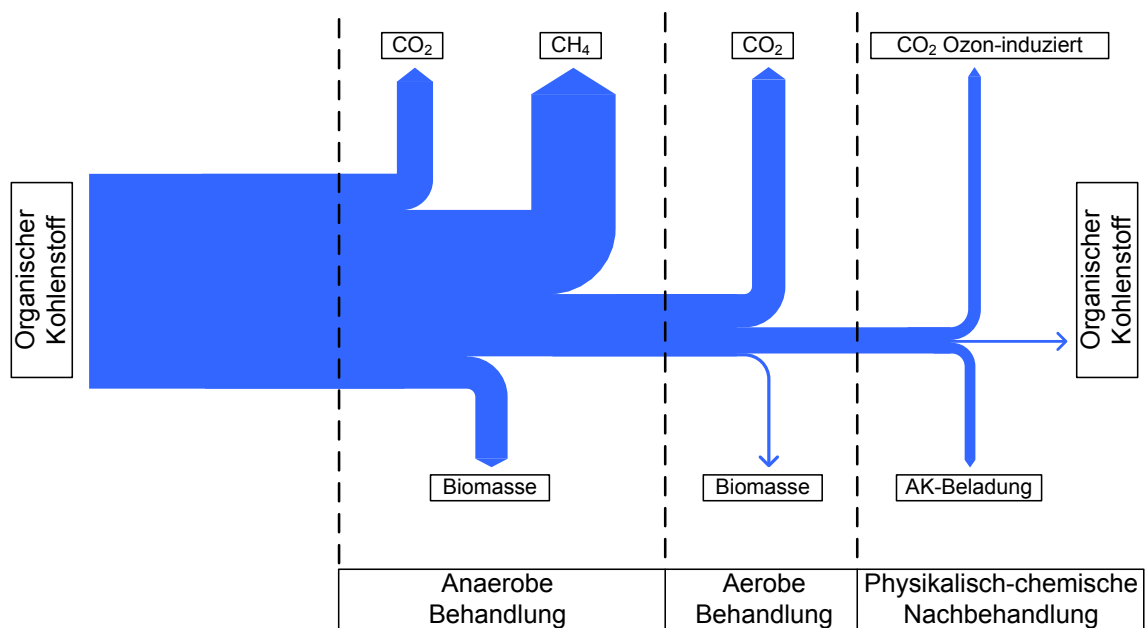 CO₂
CH₄
CO₂
CO₂ Ozon-induziert
Organischer
Kohlenstoff
Organischer
Kohlenstoff
Biomasse
Biomasse
AK-Beladung
Anaerobe
Behandlung
Aerobe
Behandlung
Physikalisch-chemische
Nachbehandlung